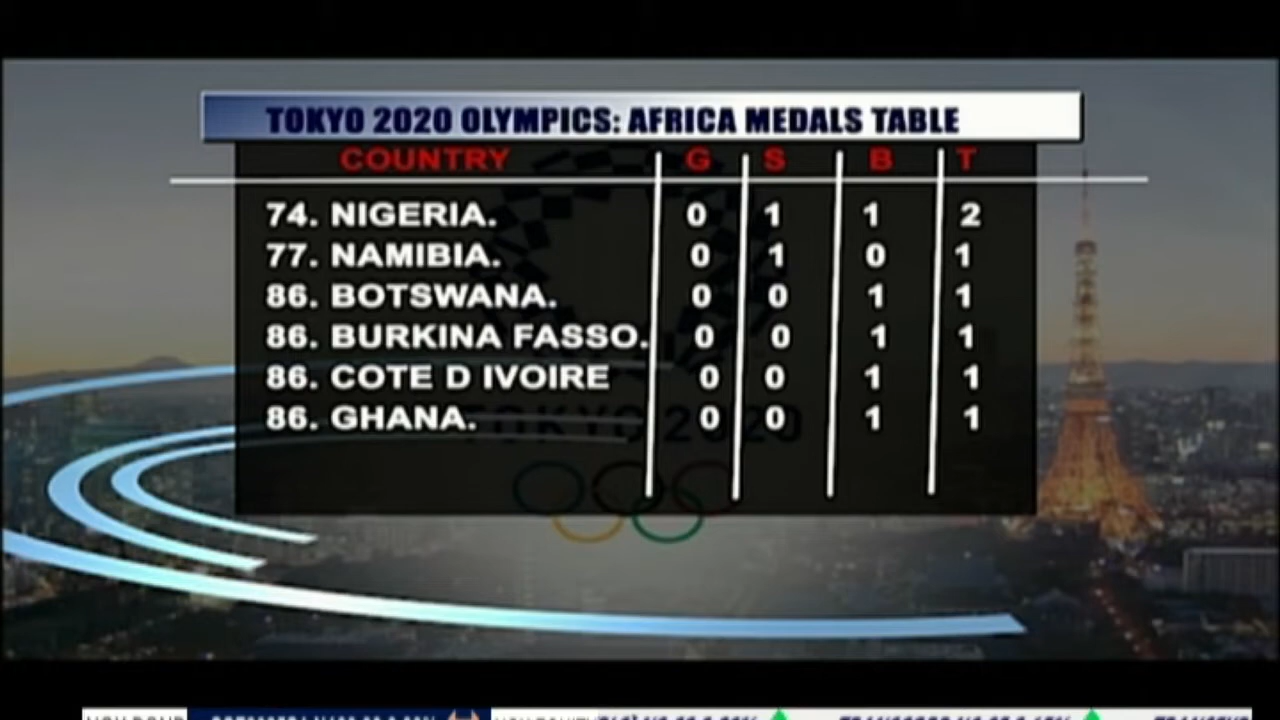 TOKYO 2020 OLYMPICS: AFRICA MEDALS TABLE
COUNTRY G S B T
74. NIGERIA. 0 1 1 2
77. NAMIBIA. 0 1 0 1
86. BOTSWANA. 0 0 1 1
86. BURKINA FASSO. 0 0 1 1
86. COTE D IVOIRE 0 0 1 1
86. GHANA. 0 0 1 1
TOKYO 2020